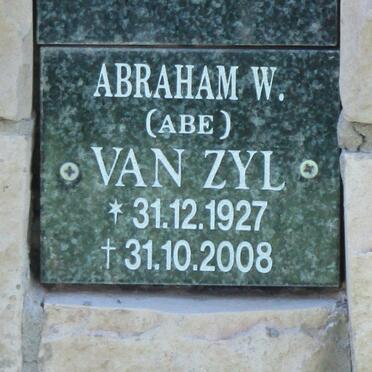 ABRAHAM W.
(ABE)
VAN ZYL
* 31.12.1927
† 31.10.2008